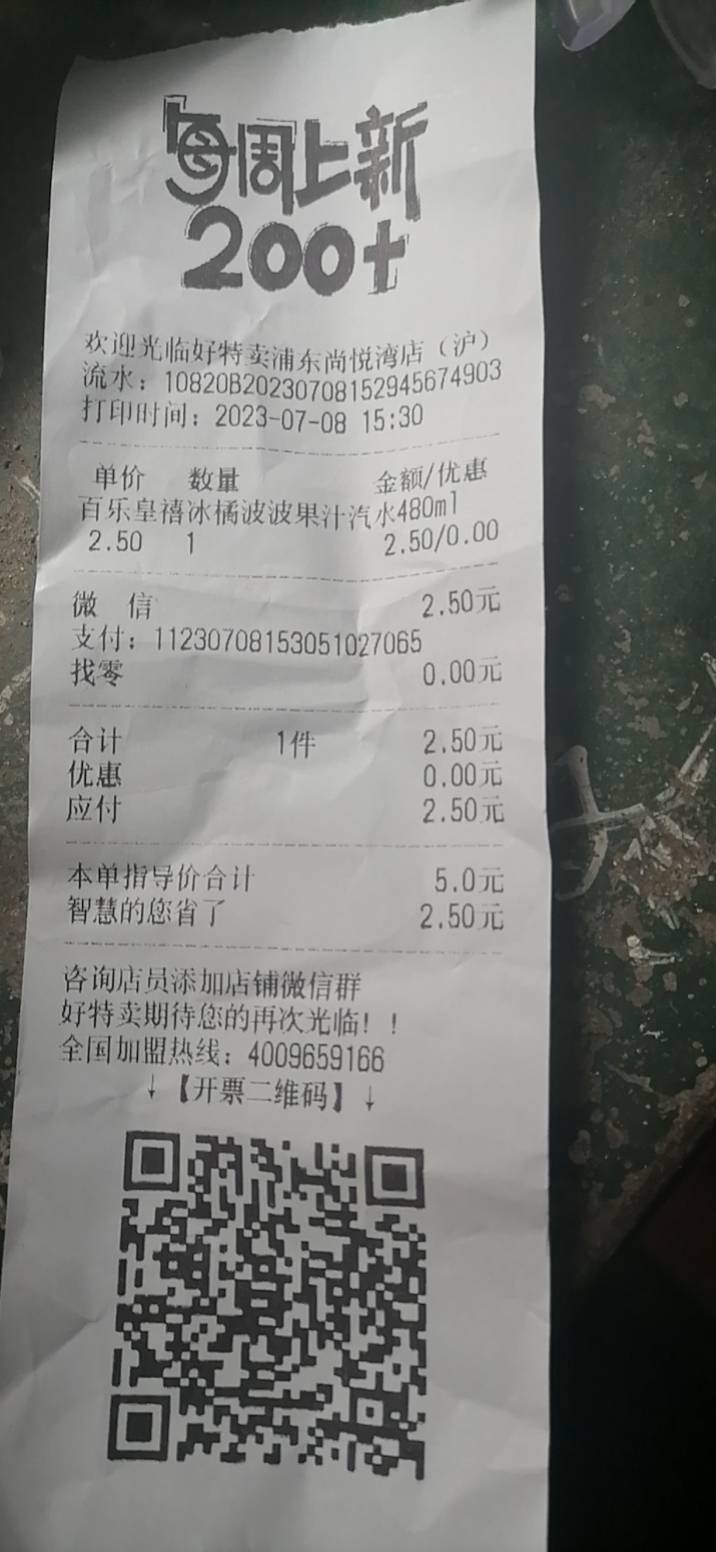 每周上新
200+
欢迎光临好特卖浦东尚悦湾店（沪）
流水：10820B20230708152945674903
打印时间：2023-07-08 15:30
单价 数量 金额/优惠
百乐皇禧冰橘波波果汁汽水480ml
2.50 1 2.50/0.00
微 信 2.50元
支付：11230708153051027065
找零 0.00元
合计 1件 2.50元
优惠 0.00元
应付 2.50元
本单指导价合计 5.0元
智慧的您省了 2.50元
咨询店员添加店铺微信群
好特卖期待您的再次光临！！
全国加盟热线：4009659166
↓【开票二维码】↓